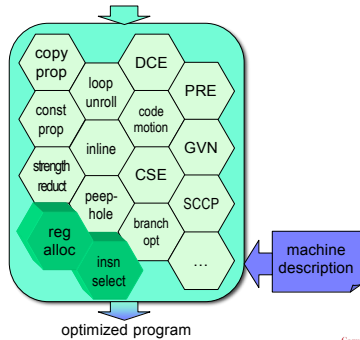 copy
prop
loop
unroll
DCE
PRE
const
prop
inline
code
motion
GVN
strength
reduct
peep-
hole
CSE
SCCP
reg
alloc
insn
select
branch
opt
...
machine
description
optimized program